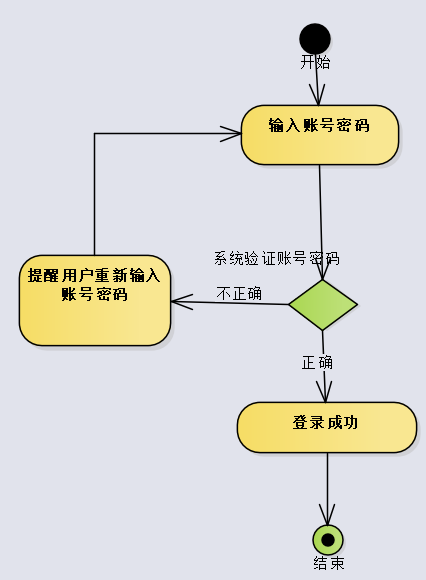 开始
输入账号密码
系统验证账号密码
提醒用户重新输入
账号密码
不正确
正确
登录成功
结束